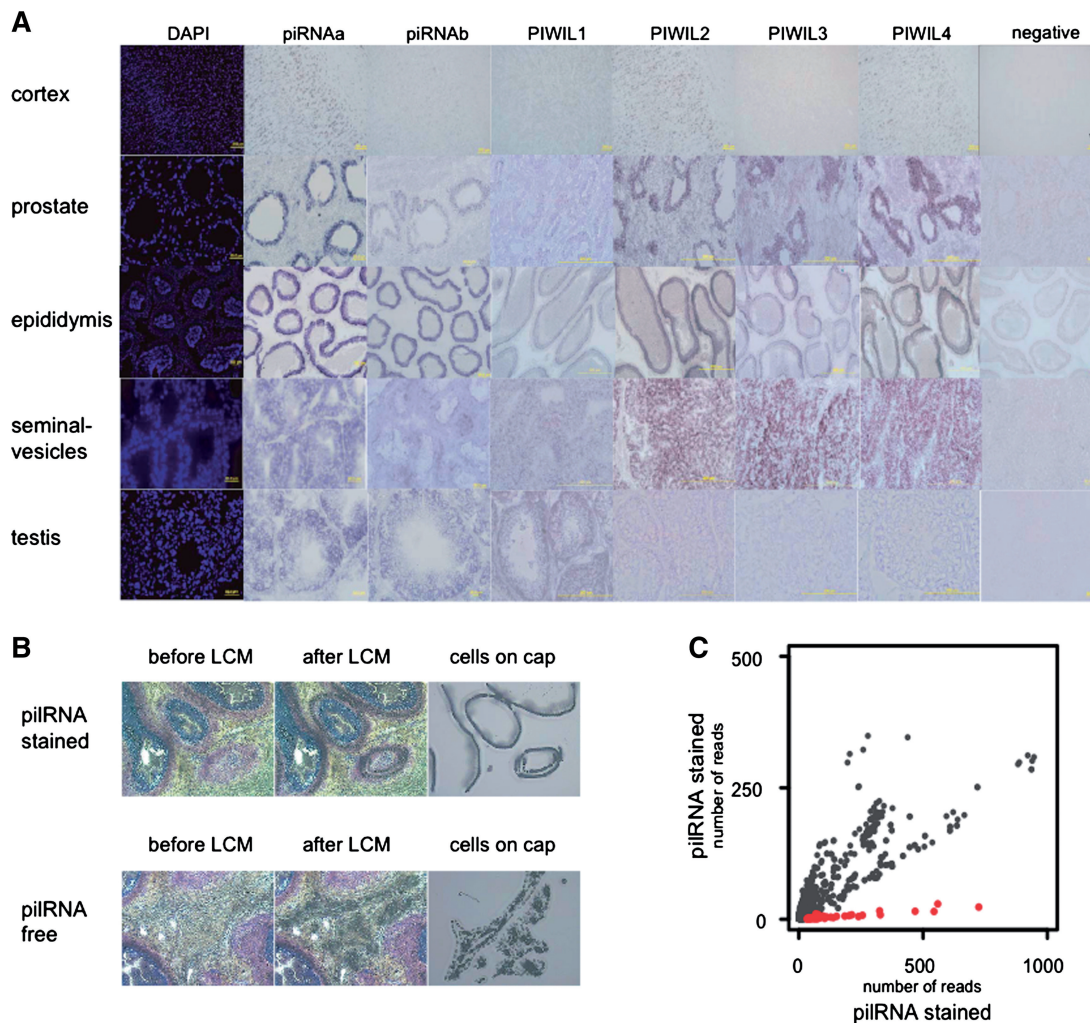 A
DAPI piRNAa piRNAb PIWIL1 PIWIL2 PIWIL3 PIWIL4 negative
cortex
prostate
epididymis
seminal-
vesicles
testis
B
before LCM after LCM cells on cap
pilRNA
stained
before LCM after LCM cells on cap
pilRNA
free
C
pilRNA stained
number of reads
500
250
0
0 500 1000
number of reads
pilRNA stained